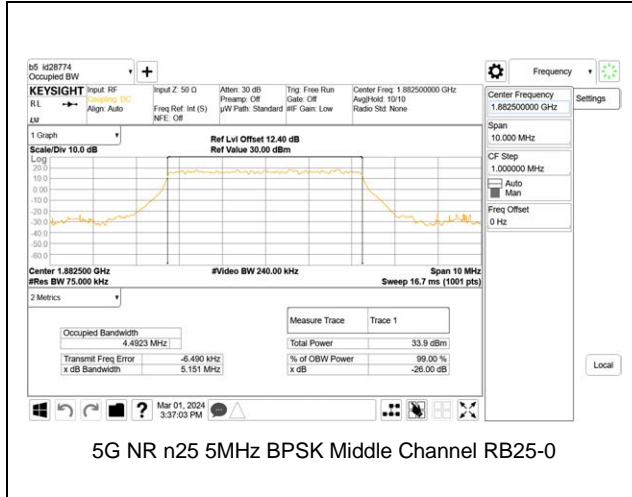 b5 id28774
Occupied BW
Frequency
KEYSIGHT
Input: RF
Coupling: DC
Align: Auto
Input Z: 50 Ω
Freq Ref: Int (S)
NFE: Off
Atten: 30 dB
Preamp: Off
µW Path: Standard
Trig: Free Run
Gate: Off
#IF Gain: Low
Center Freq: 1.882500000 GHz
Avg|Hold: 10/10
Radio Std: None
RL
LM
Center Frequency
1.882500000 GHz
Settings
Span
10.000 MHz
CF Step
1.000000 MHz
Auto
Man
Freq Offset
0 Hz
1 Graph
Scale/Div 10.0 dB
Ref Lvl Offset 12.40 dB
Ref Value 30.00 dBm
Log
20.0
10.0
0.00
-10.0
-20.0
-30.0
-40.0
-50.0
-60.0
Center 1.882500 GHz
#Video BW 240.00 kHz
Span 10 MHz
#Res BW 75.000 kHz
Sweep 16.7 ms (1001 pts)
2 Metrics
Measure Trace
Trace 1
Occupied Bandwidth
4.4923 MHz
Total Power
33.9 dBm
Transmit Freq Error
-6.490 kHz
% of OBW Power
99.00 %
x dB Bandwidth
5.151 MHz
x dB
-26.00 dB
Local
Mar 01, 2024
3:37:03 PM
5G NR n25 5MHz BPSK Middle Channel RB25-0